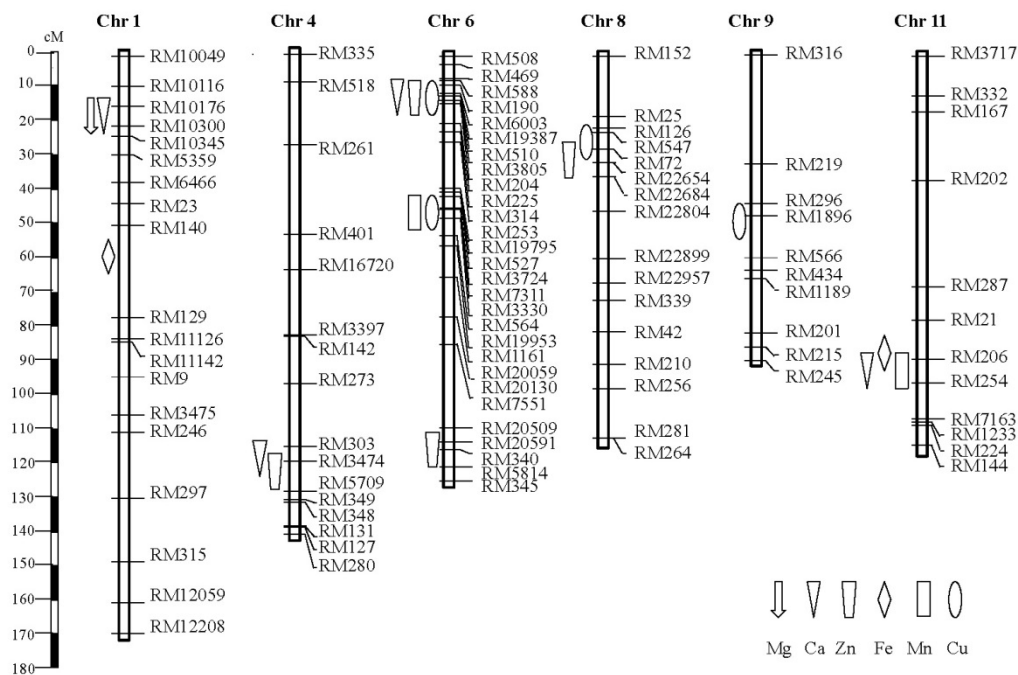 Chr 1 Chr 4 Chr 6 Chr 8 Chr 9 Chr 11
cM
0
10
20
30
40
50
60
70
80
90
100
110
120
130
140
150
160
170
180
RM10049
RM10116
RM10176
RM10300
RM10345
RM5359
RM6466
RM23
RM140
RM129
RM11126
RM11142
RM9
RM3475
RM246
RM297
RM315
RM12059
RM12208
RM335
RM518
RM261
RM401
RM16720
RM3397
RM142
RM273
RM303
RM3474
RM5709
RM349
RM348
RM131
RM127
RM280
RM508
RM469
RM588
RM190
RM6003
RM19387
RM510
RM3805
RM204
RM225
RM314
RM253
RM19795
RM527
RM3724
RM7311
RM3330
RM564
RM19953
RM1161
RM20059
RM20130
RM7551
RM20509
RM20591
RM340
RM5814
RM345
RM152
RM25
RM126
RM547
RM72
RM22654
RM22684
RM22804
RM22899
RM22957
RM339
RM42
RM210
RM256
RM281
RM264
RM316
RM219
RM296
RM1896
RM566
RM434
RM1189
RM201
RM215
RM245
RM3717
RM332
RM167
RM202
RM287
RM21
RM206
RM254
RM7163
RM1233
RM224
RM144
Mg Ca Zn Fe Mn Cu